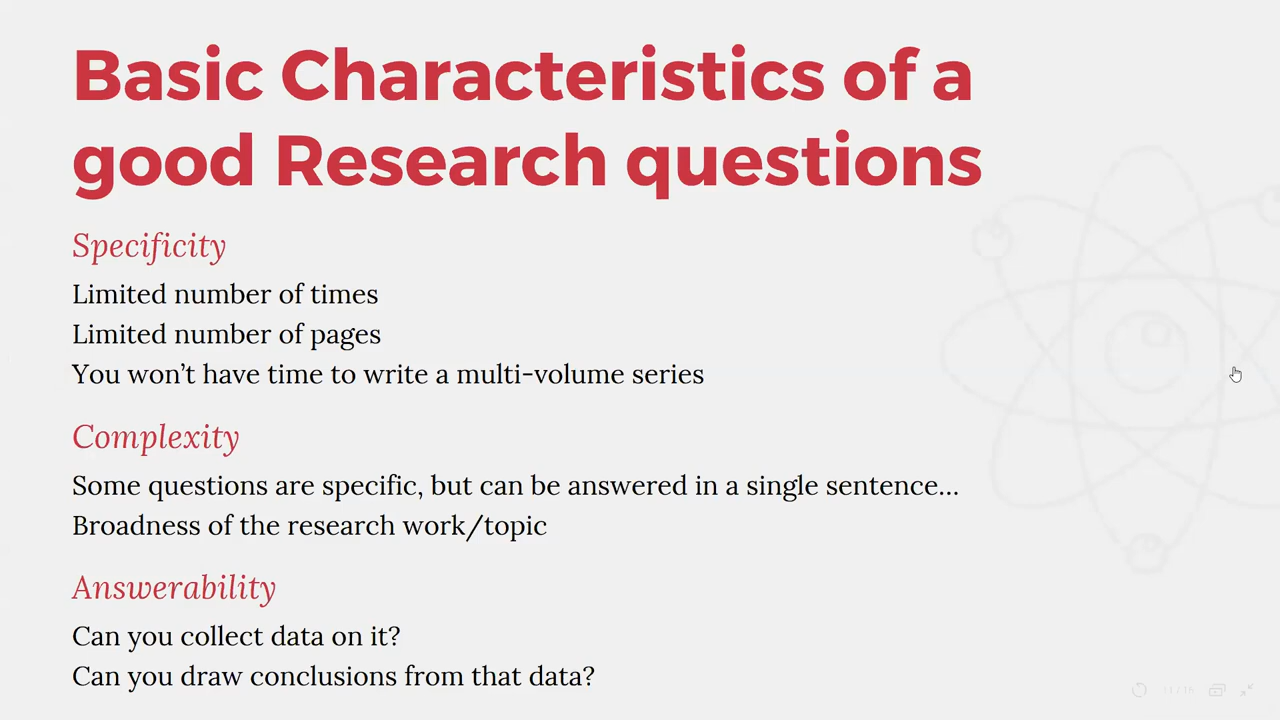 Basic Characteristics of a
good Research questions
Specificity
Limited number of times
Limited number of pages
You won’t have time to write a multi-volume series
Complexity
Some questions are specific, but can be answered in a single sentence...
Broadness of the research work/topic
Answerability
Can you collect data on it?
Can you draw conclusions from that data?
11 / 16